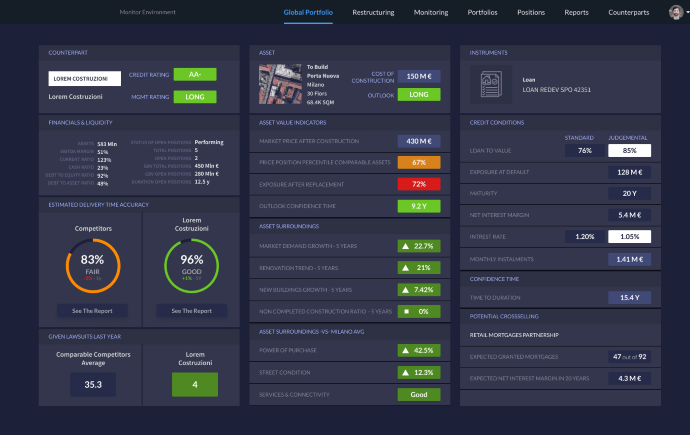 Monitor Environment
Global Portfolio
Restructuring
Monitoring
Portfolios
Positions
Reports
Counterparts
COUNTERPART
LOREM COSTRUZIONI
CREDIT RATING
AA-
Lorem Costruzioni
MGMT RATING
LONG
FINANCIALS & LIQUIDITY
ASSETS 583 Mln
EBITDA MARGIN 51%
CURRENT RATIO 123%
CASH RATIO 23%
DEBT TO EQUITY RATIO 92%
DEBT TO ASSET RATIO 48%
STATUS OF OPEN POSITIONS Performing
TOTAL POSITIONS 5
OPEN POSITIONS 2
GBV TOTAL POSITIONS 450 Mln €
GBV OPEN POSITIONS 280 Mln €
DURATION OPEN POSITIONS 12.5 y
ESTIMATED DELIVERY TIME ACCURACY
Competitors
83%
FAIR
See The Report
Lorem
Costruzioni
96%
GOOD
+1%
See The Report
GIVEN LAWSUITS LAST YEAR
Comparable Competitors
Average
35.3
Lorem
Costruzioni
4
ASSET
To Build
Porta Nuova
Milano
30 Floors
68.4K SQM
COST OF
CONSTRUCTION
150 M €
OUTLOOK
LONG
ASSET VALUE INDICATORS
MARKET PRICE AFTER CONSTRUCTION 430 M €
PRICE POSITION PERCENTILE COMPARABLE ASSETS 67%
EXPOSURE AFTER REPLACEMENT 72%
OUTLOOK CONFIDENCE TIME 9.2 Y
ASSET SURROUNDINGS
MARKET DEMAND GROWTH - 5 YEARS 22.7%
RENOVATION TREND - 5 YEARS 21%
NEW BUILDINGS GROWTH - 5 YEARS 7.42%
NON COMPLETED CONSTRUCTION RATIO - 5 YEARS 0%
ASSET SURROUNDINGS -VS- MILANO AVG
POWER OF PURCHASE 42.5%
STREET CONDITION 12.3%
SERVICES & CONNECTIVITY Good
INSTRUMENTS
Loan
LOAN REDEV SPO 42351
CREDIT CONDITIONS
STANDARD JUDGEMENTAL
LOAN TO VALUE 76% 85%
EXPOSURE AT DEFAULT 128 M €
MATURITY 20 Y
NET INTEREST MARGIN 5.4 M €
INTREST RATE 1.20% 1.05%
MONTHLY INSTALMENTS 1.41 M €
CONFIDENCE TIME
TIME TO DURATION 15.4 Y
POTENTIAL CROSSSELLING
RETAIL MORTGAGES PARTNERSHIP
EXPECTED GRANTED MORTGAGES 47 out of 92
EXPECTED NET INTEREST MARGIN IN 20 YEARS 4.3 M €